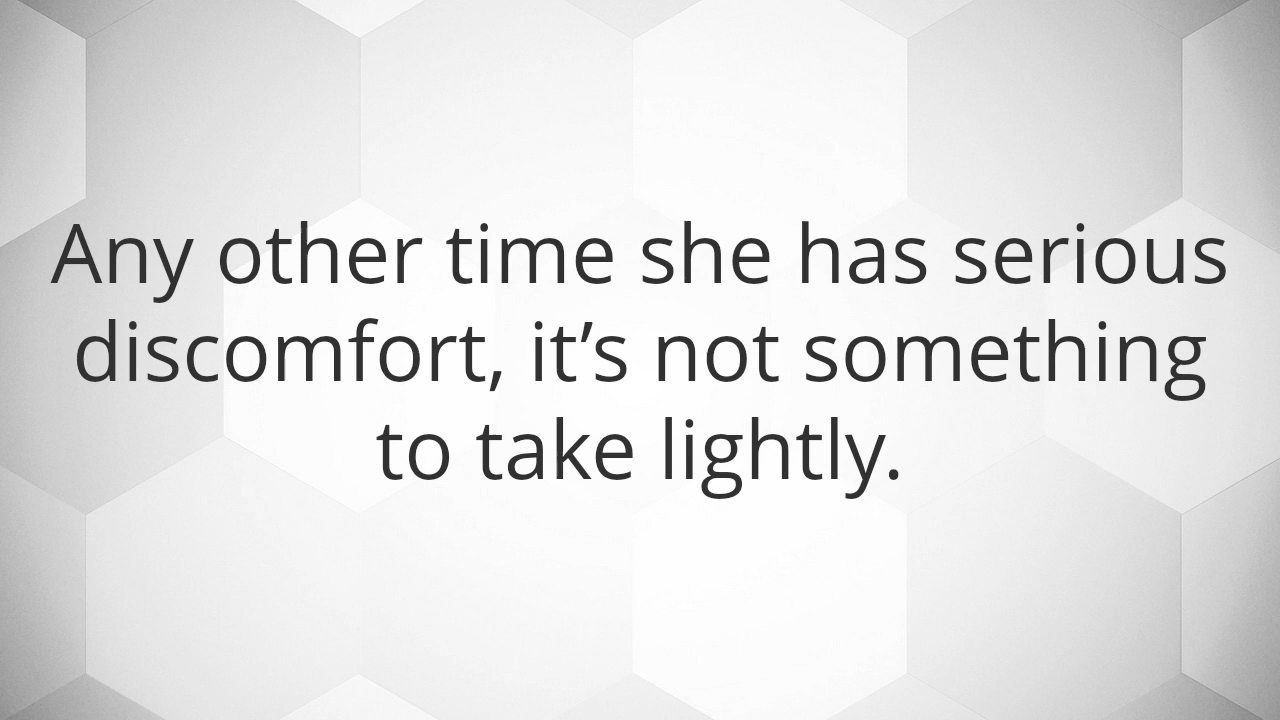 Any other time she has serious
discomfort, it’s not something
to take lightly.